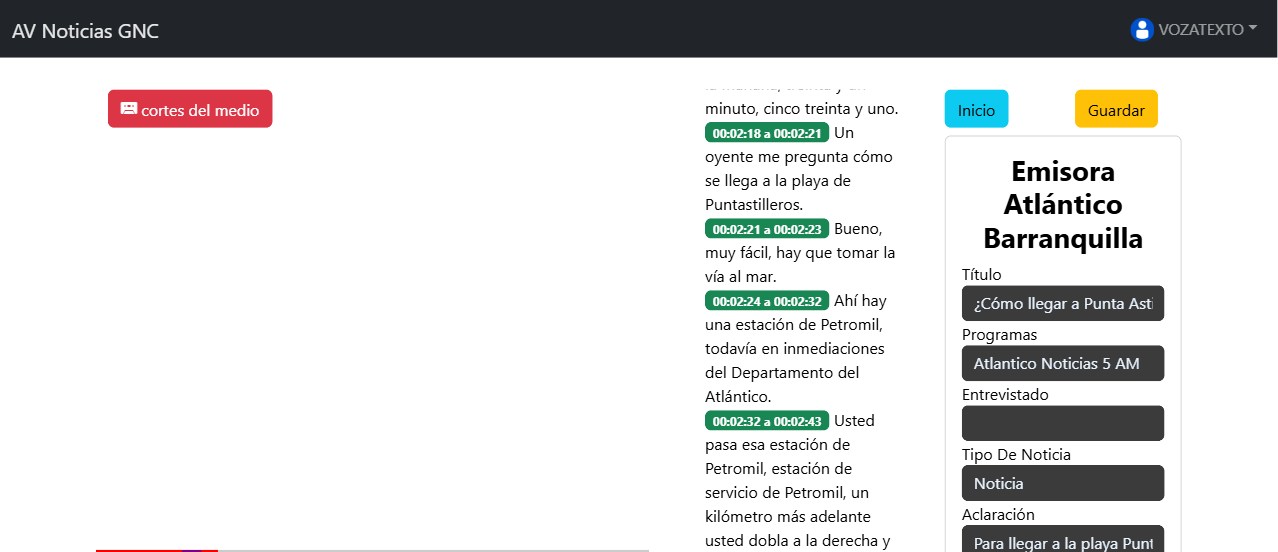 AV Noticias GNC
VOZATEXTO
cortes del medio
minuto, cinco treinta y uno.
00:02:18 a 00:02:21 Un
oyente me pregunta cómo
se llega a la playa de
Puntastilleros.
00:02:21 a 00:02:23 Bueno,
muy fácil, hay que tomar la
vía al mar.
00:02:24 a 00:02:32 Ahí hay
una estación de Petromil,
todavía en inmediaciones
del Departamento del
Atlántico.
00:02:32 a 00:02:43 Usted
pasa esa estación de
Petromil, estación de
servicio de Petromil, un
kilómetro más adelante
usted dobla a la derecha y
Inicio
Guardar
Emisora
Atlántico
Barranquilla
Título
¿Cómo llegar a Punta Asti
Programas
Atlantico Noticias 5 AM
Entrevistado
Tipo De Noticia
Noticia
Aclaración
Para llegar a la playa Punt